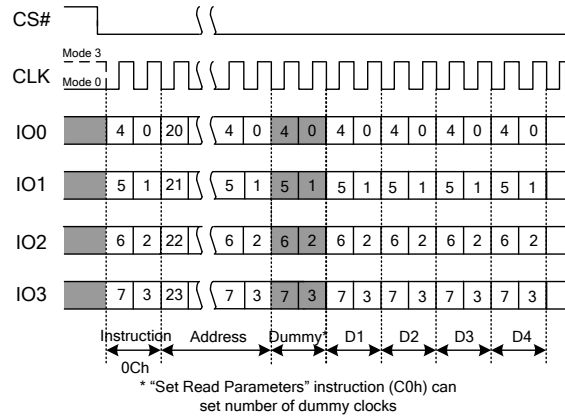 CS#
Mode 3
CLK
Mode 0
IO0 4 0 20 4 0 4 0 4 0 4 0 4 0 4 0
IO1 5 1 21 5 1 5 1 5 1 5 1 5 1 5 1
IO2 6 2 22 6 2 6 2 6 2 6 2 6 2 6 2
IO3 7 3 23 7 3 7 3 7 3 7 3 7 3 7 3
Instruction Address Dummy* D1 D2 D3 D4
0Ch
* "Set Read Parameters" instruction (C0h) can
set number of dummy clocks